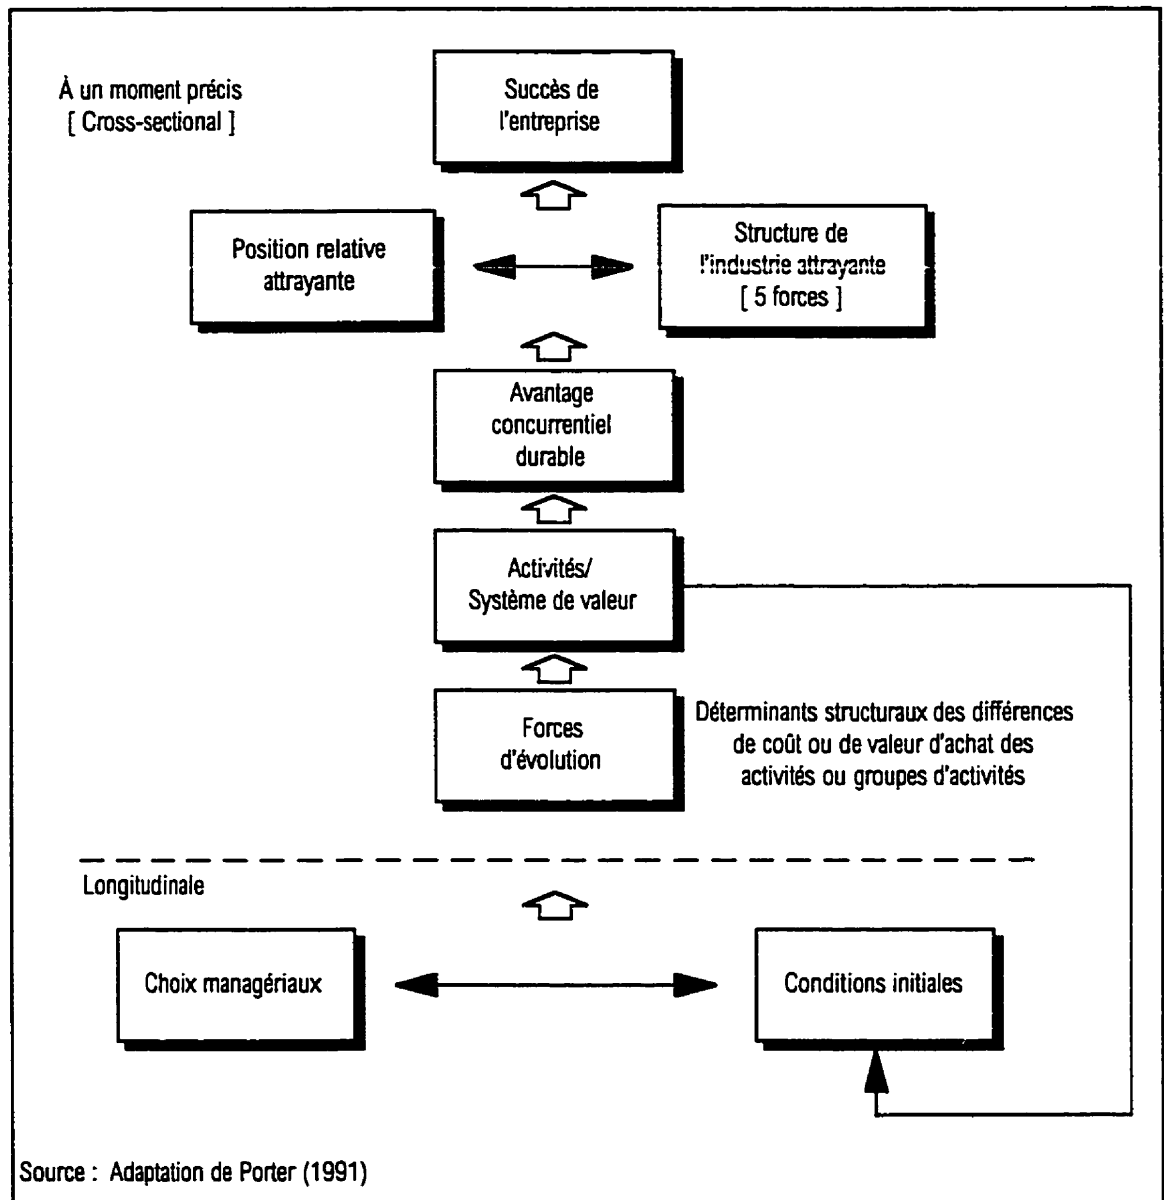 À un moment précis
[ Cross-sectional ]
Succès de
l'entreprise
Position relative
attrayante
Structure de
l'industrie attrayante
[ 5 forces ]
Avantage
concurrentiel
durable
Activités/
Système de valeur
Forces
d'évolution
Déterminants structuraux des différences
de coût ou de valeur d'achat des
activités ou groupes d'activités
Longitudinale
Choix managériaux
Conditions initiales
Source : Adaptation de Porter (1991)